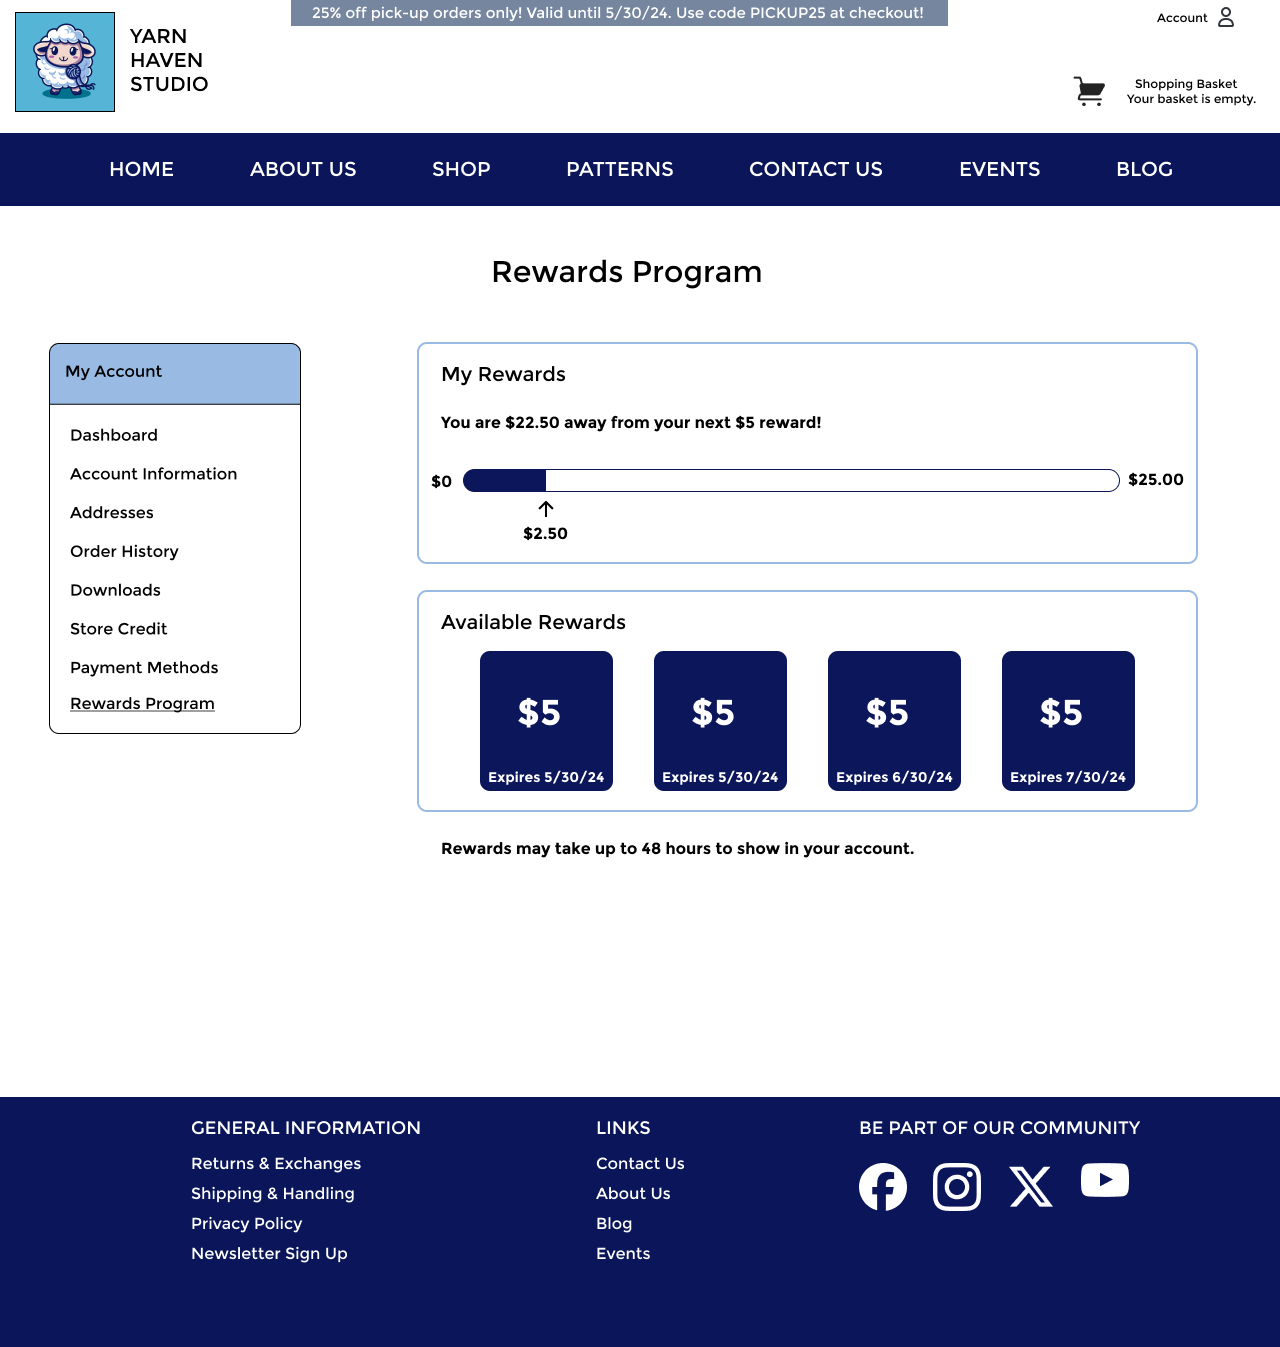 25% off pick-up orders only! Valid until 5/30/24. Use code PICKUP25 at checkout!
Account
YARN
HAVEN
STUDIO
Shopping Basket
Your basket is empty.
HOME
ABOUT US
SHOP
PATTERNS
CONTACT US
EVENTS
BLOG
Rewards Program
My Account
Dashboard
Account Information
Addresses
Order History
Downloads
Store Credit
Payment Methods
Rewards Program
My Rewards
You are $22.50 away from your next $5 reward!
$0
$25.00
$2.50
Available Rewards
$5
Expires 5/30/24
$5
Expires 5/30/24
$5
Expires 6/30/24
$5
Expires 7/30/24
Rewards may take up to 48 hours to show in your account.
GENERAL INFORMATION
Returns & Exchanges
Shipping & Handling
Privacy Policy
Newsletter Sign Up
LINKS
Contact Us
About Us
Blog
Events
BE PART OF OUR COMMUNITY